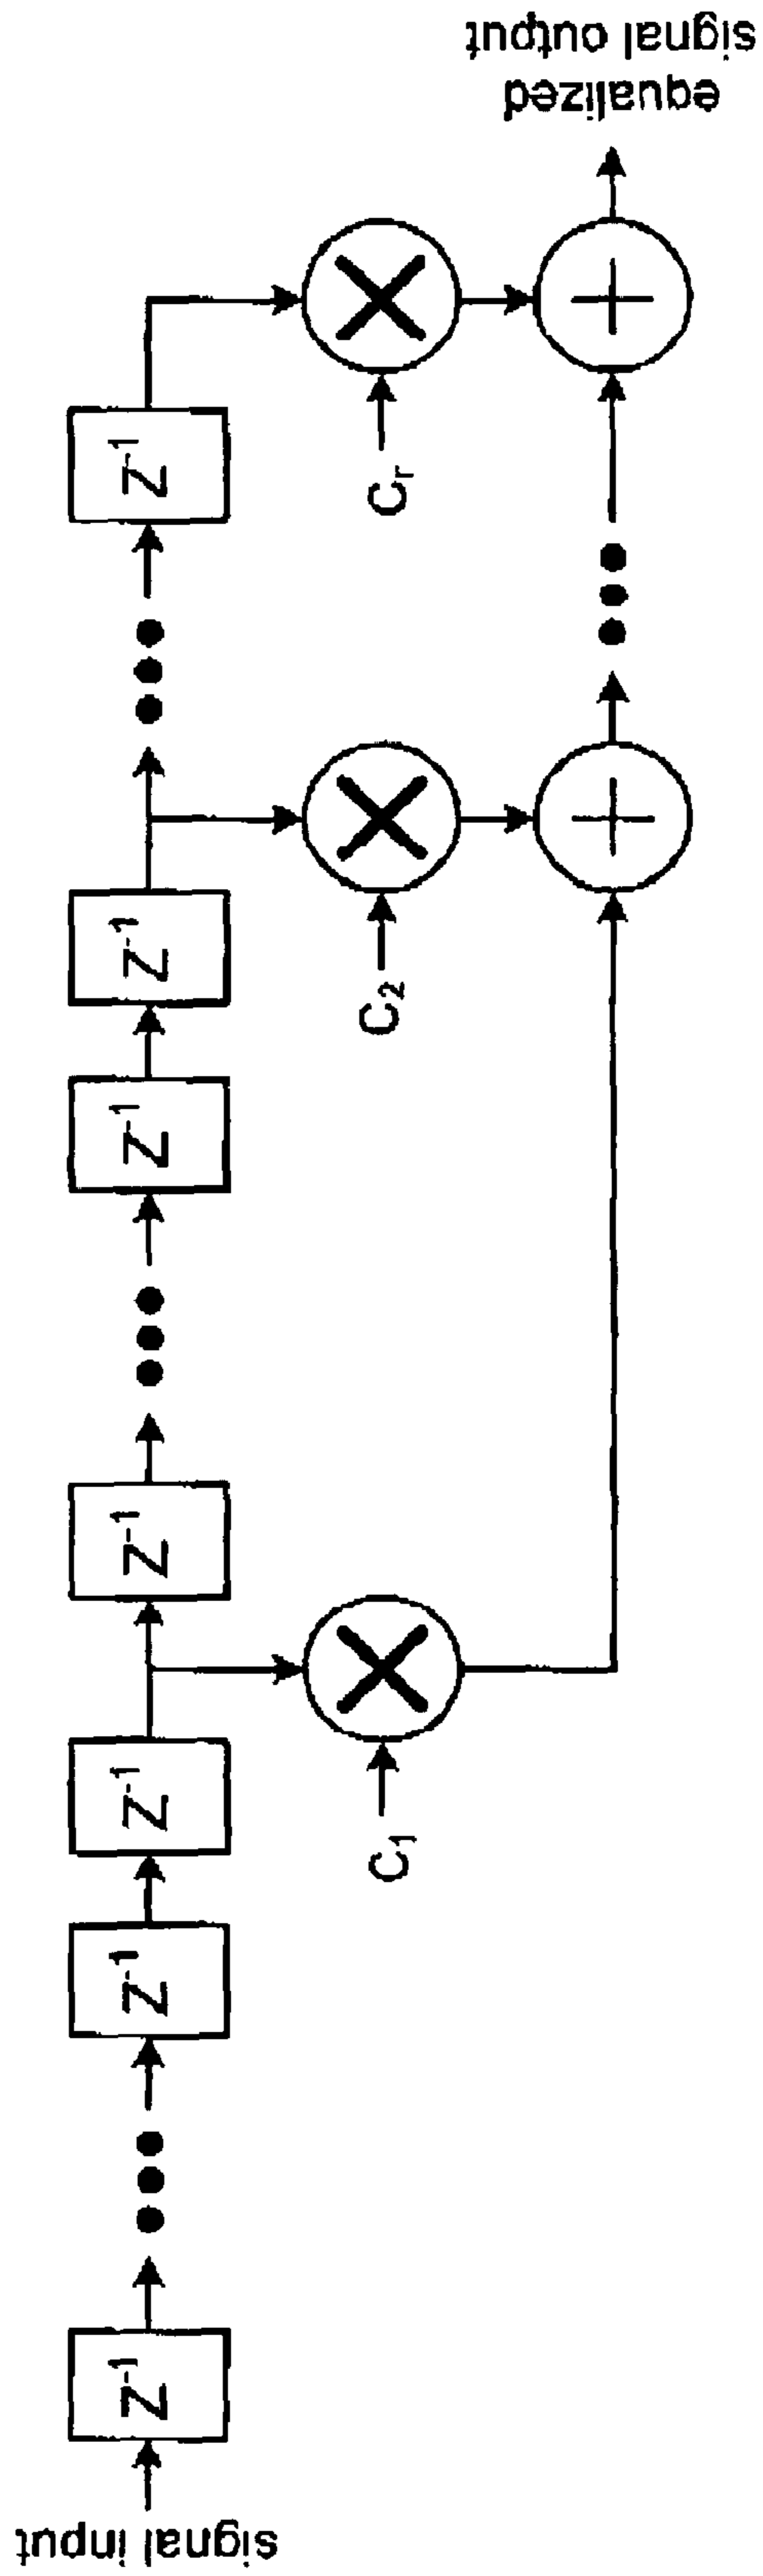 signal input
Z-1
Z-1
Z-1
Z-1
Z-1
Z-1
Z-1
C1
C2
Cr
equalized
signal output